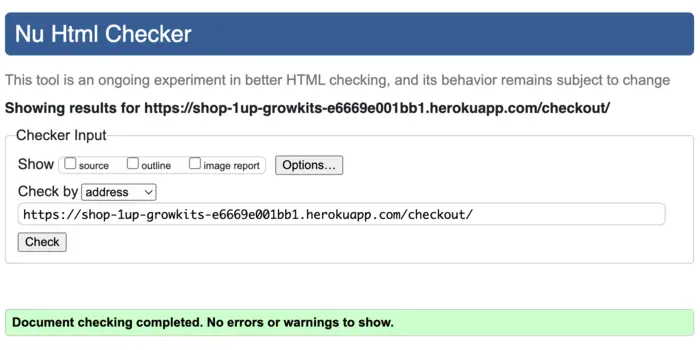 Nu Html Checker
This tool is an ongoing experiment in better HTML checking, and its behavior remains subject to change
Showing results for https://shop-1up-growkits-e6669e001bb1.herokuapp.com/checkout/
Checker Input
Show source outline image report Options...
Check by address
https://shop-1up-growkits-e6669e001bb1.herokuapp.com/checkout/
Check
Document checking completed. No errors or warnings to show.